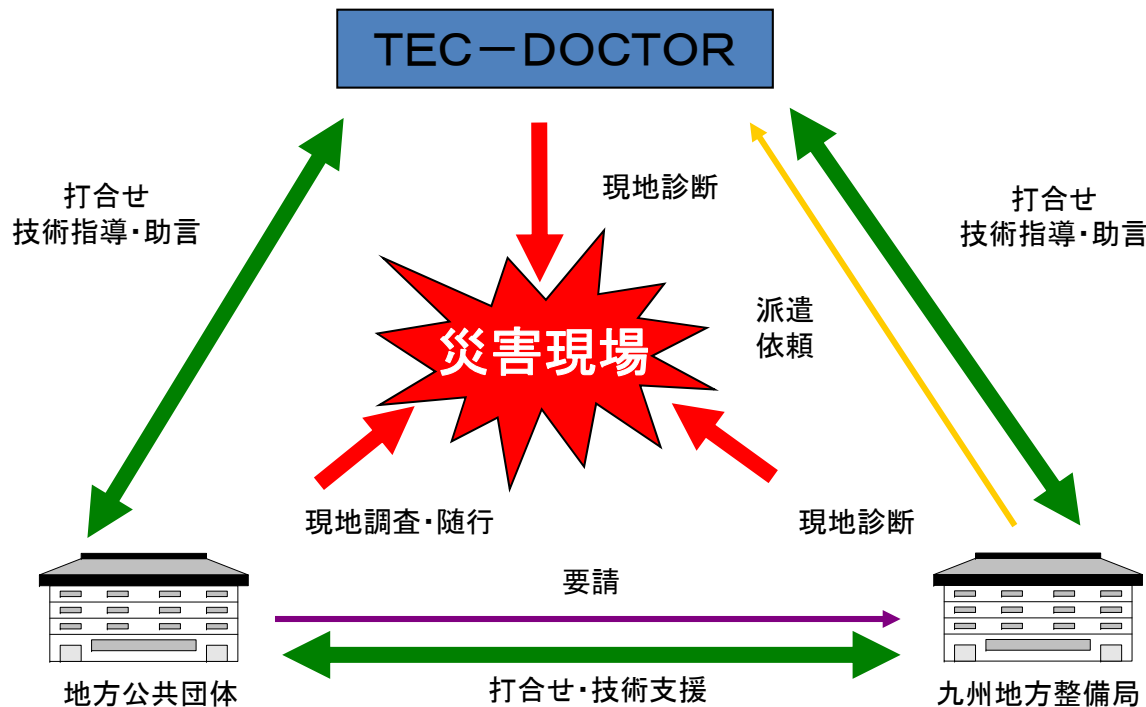 TEC－DOCTOR
現地診断
打合せ
技術指導・助言
打合せ
技術指導・助言
派遣
依頼
災害現場
現地調査・随行
現地診断
要請
打合せ・技術支援
地方公共団体
九州地方整備局